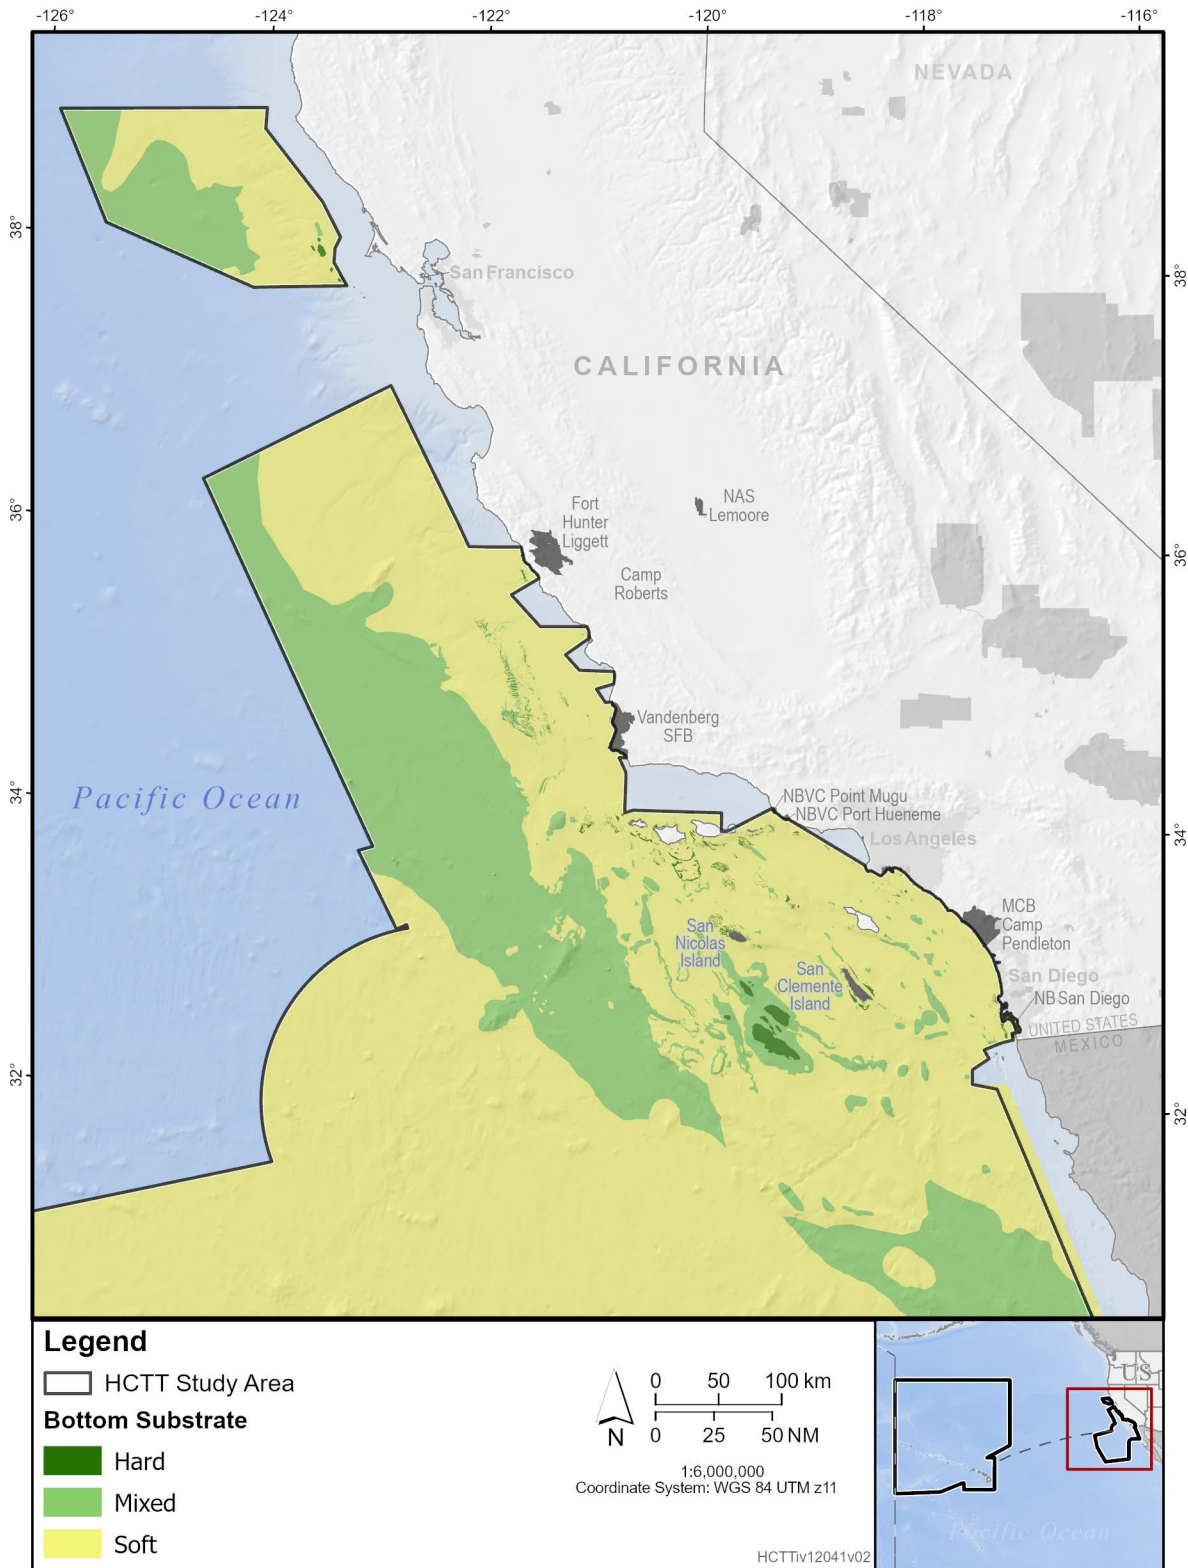 -126°
-124°
-122°
-120°
-118°
-116°
NEVADA
38°
San Francisco
38°
CALIFORNIA
36°
Fort
Hunter
Liggett
NAS
Lemoore
36°
Camp
Roberts
Vandenberg
SFB
34°
Pacific Ocean
NBVC Point Mugu
NBVC Port Hueneme
34°
Los Angeles
MCB
Camp
Pendleton
San
Nicolas
Island
San
Clemente
Island
San Diego
NB San Diego
UNITED STATES
MEXICO
32°
32°
Legend
HCTT Study Area
Bottom Substrate
Hard
Mixed
Soft
N
0 50 100 km
0 25 50 NM
1:6,000,000
Coordinate System: WGS 84 UTM z11
HCTTiv12041v02
US
Pacific Ocean